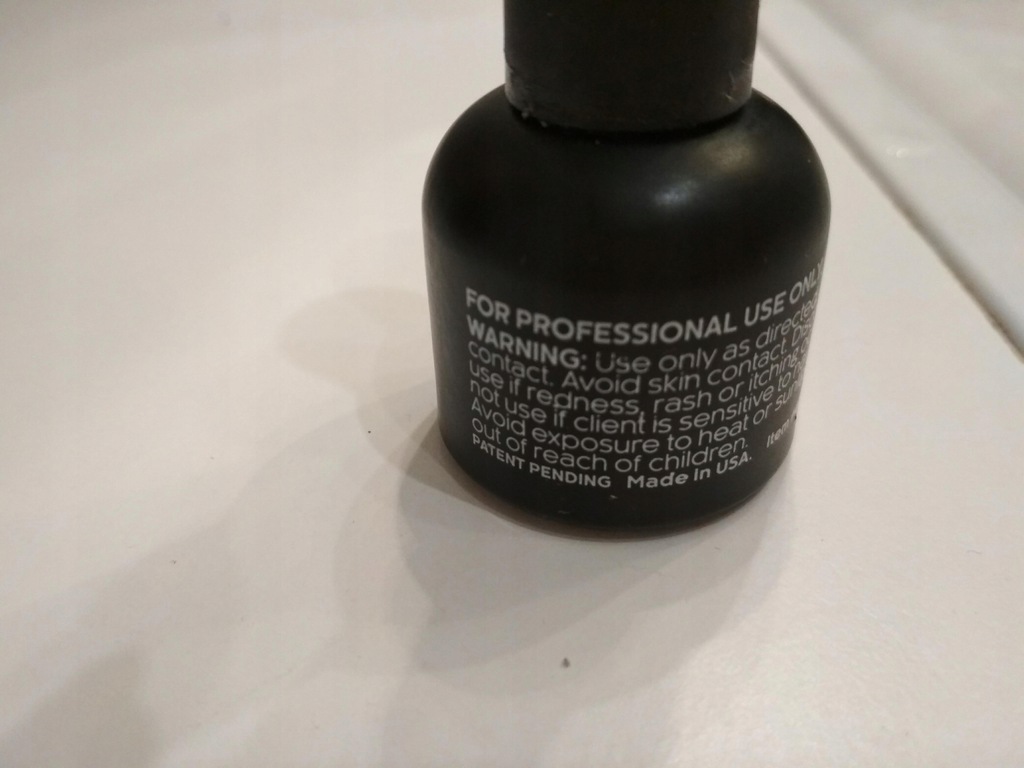 FOR PROFESSIONAL USE ONLY
WARNING: Use only as directed
contact. Avoid skin contact.
use if redness, rash or itching
not use if client is sensitive to
Avoid exposure to heat or
out of reach of children.
PATENT PENDING Made in USA. Item